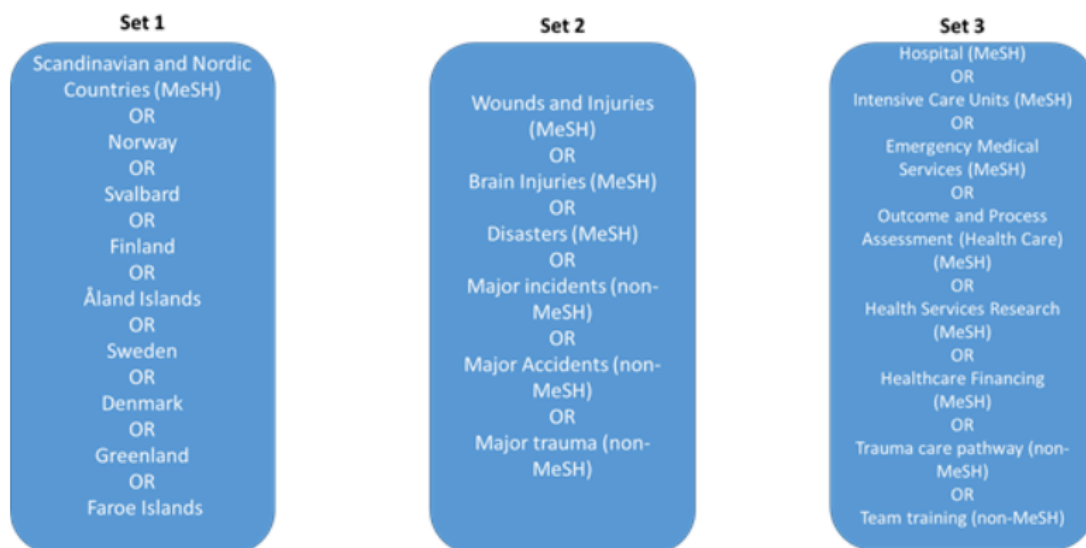 Set 1
Scandinavian and Nordic
Countries (MeSH)
OR
Norway
OR
Svalbard
OR
Finland
OR
Åland Islands
OR
Sweden
OR
Denmark
OR
Greenland
OR
Faroe Islands
Set 2
Wounds and Injuries
(MeSH)
OR
Brain Injuries (MeSH)
OR
Disasters (MeSH)
OR
Major incidents (non-
MeSH)
OR
Major Accidents (non-
MeSH)
OR
Major trauma (non-
MeSH)
Set 3
Hospital (MeSH)
OR
Intensive Care Units (MeSH)
OR
Emergency Medical
Services (MeSH)
OR
Outcome and Process
Assessment (Health Care)
(MeSH)
OR
Health Services Research
(MeSH)
OR
Healthcare Financing
(MeSH)
OR
Trauma care pathway (non-
MeSH)
OR
Team training (non-MeSH)